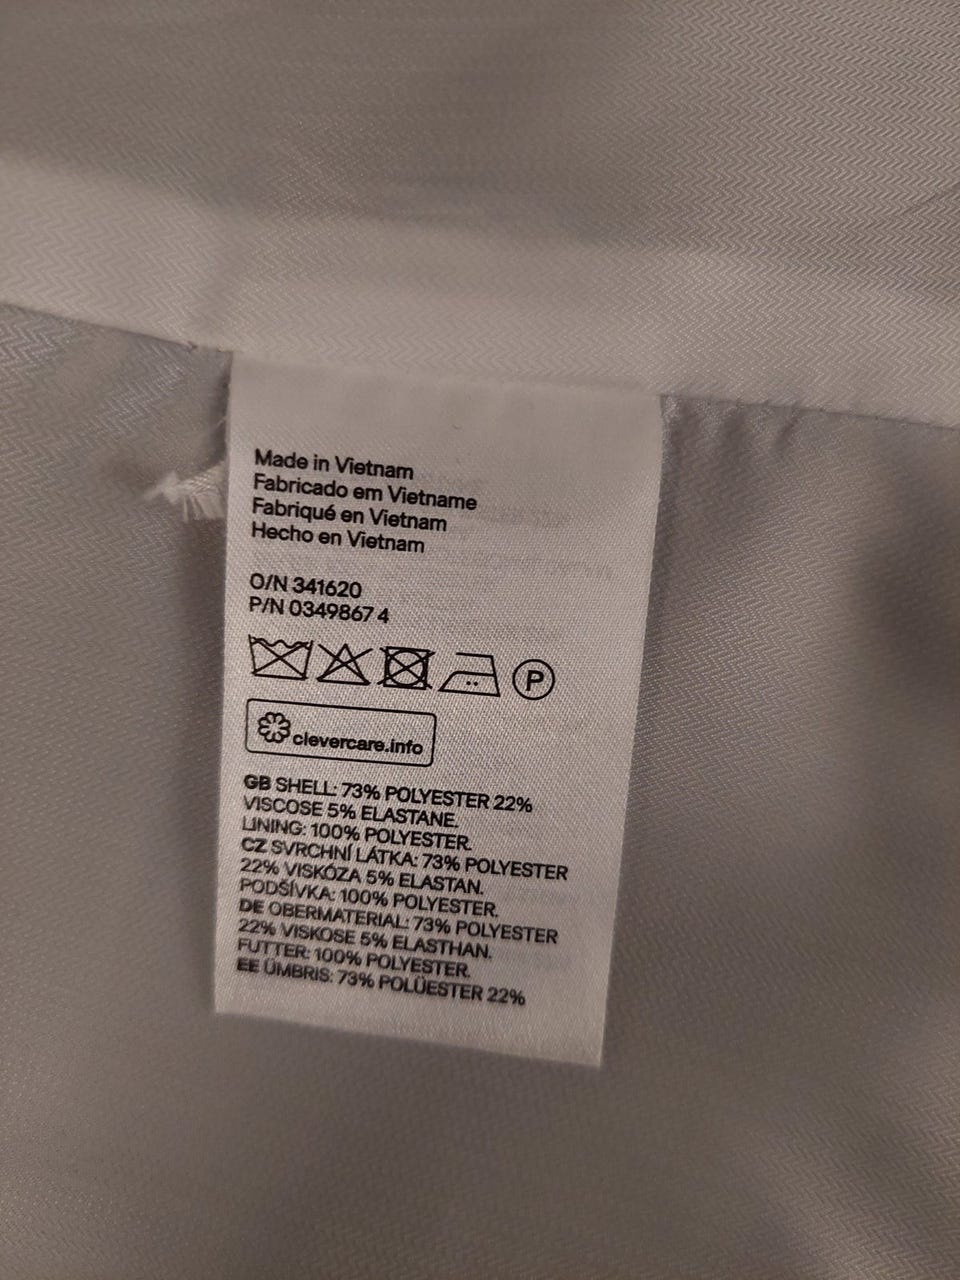 Made in Vietnam
Fabricado em Vietname
Fabriqué en Vietnam
Hecho en Vietnam
O/N 341620
P/N 0349867 4
P
clevercare.info
GB SHELL: 73% POLYESTER 22%
VISCOSE 5% ELASTANE.
LINING: 100% POLYESTER.
CZ SVRCHNÍ LÁTKA: 73% POLYESTER
22% VISKÓZA 5% ELASTAN.
PODŠÍVKA: 100% POLYESTER.
DE OBERMATERIAL: 73% POLYESTER
22% VISKOSE 5% ELASTHAN.
FUTTER: 100% POLYESTER.
EE ÜMBRIS: 73% POLÜESTER 22%